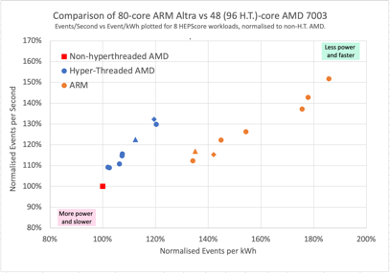 Comparison of 80-core ARM Altra vs 48 (96 H.T.)-core AMD 7003
Events/Second vs Event/kWh plotted for 8 HEPScore workloads, normalised to non-H.T. AMD.
170%
160%
150%
140%
130%
120%
110%
100%
90%
80%
Normalised Events per Second
Non-hyperthreaded AMD
Hyper-Threaded AMD
ARM
Less power
and faster
More power
and slower
80%
100%
120%
140%
160%
180%
200%
Normalised Events per kWh